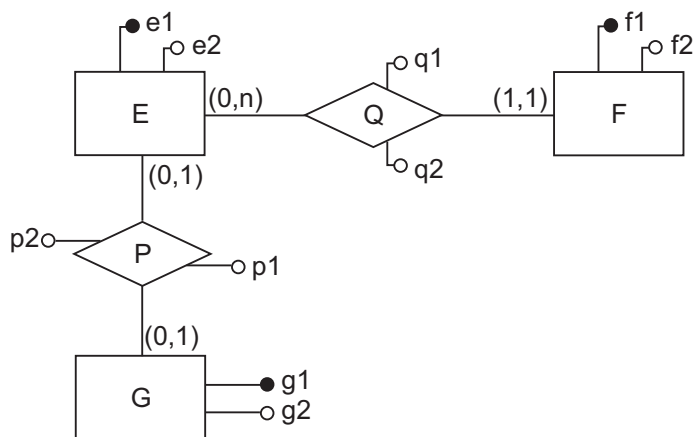 e1
e2
q1
f1
f2
E
(0,n)
Q
(1,1)
F
(0,1)
q2
p2
P
p1
(0,1)
G
g1
g2